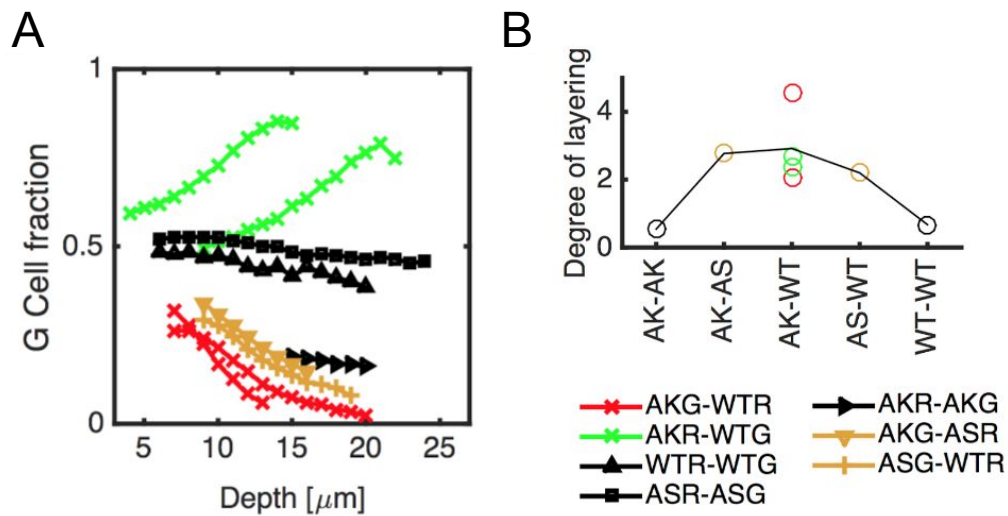 A
1
0.5
0
G Cell fraction
5 10 15 20 25
Depth [μm]
B
4
2
0
Degree of layering
AK-AK
AK-AS
AK-WT
AS-WT
WT-WT
AKG-WTR
AKR-WTG
WTR-WTG
ASR-ASG
AKR-AKG
AKG-ASR
ASG-WTR